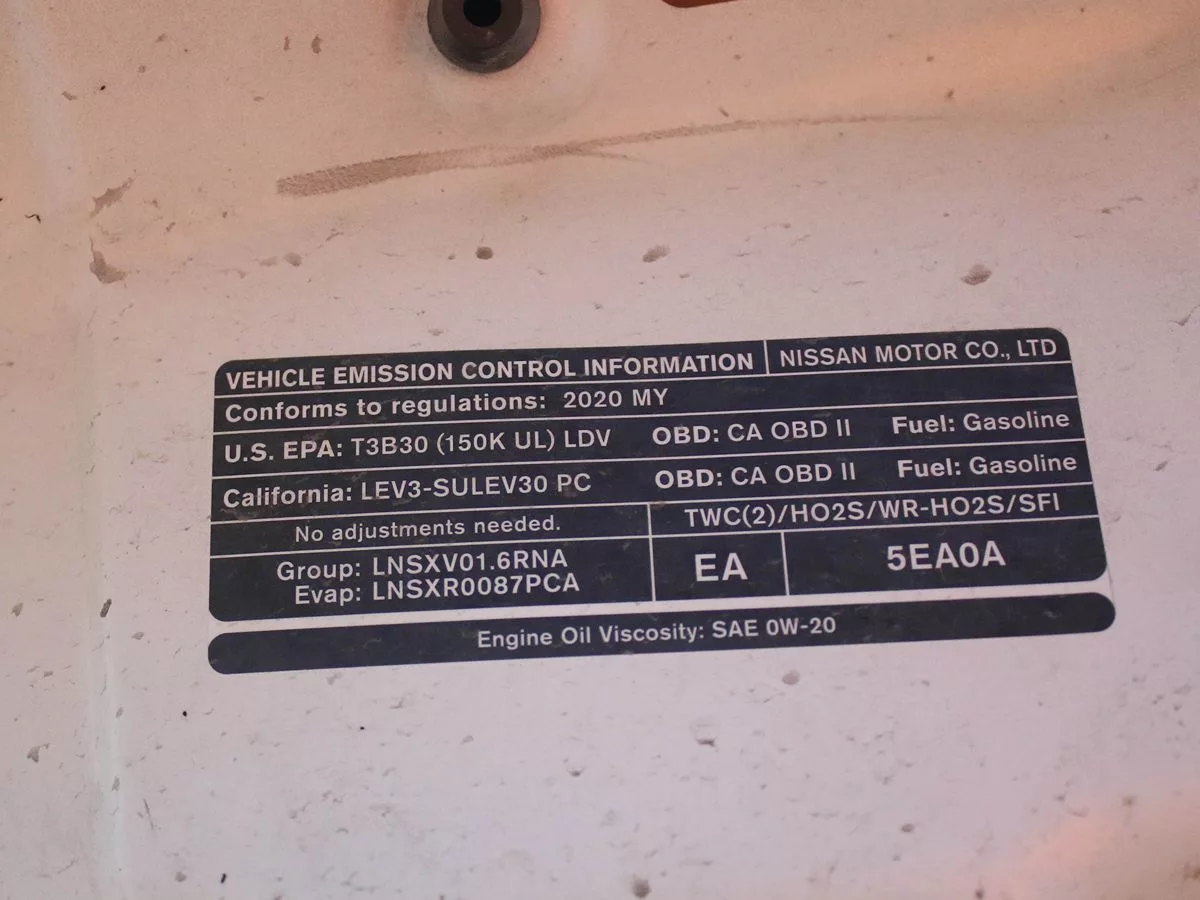 VEHICLE EMISSION CONTROL INFORMATION NISSAN MOTOR CO., LTD
Conforms to regulations: 2020 MY
U.S. EPA: T3B30 (150K UL) LDV OBD: CA OBD II Fuel: Gasoline
California: LEV3-SULEV30 PC OBD: CA OBD II Fuel: Gasoline
No adjustments needed. TWC(2)/HO2S/WR-HO2S/SFI
Group: LNSXV01.6RNA
Evap: LNSXR0087PCA
EA 5EA0A
Engine Oil Viscosity: SAE 0W-20